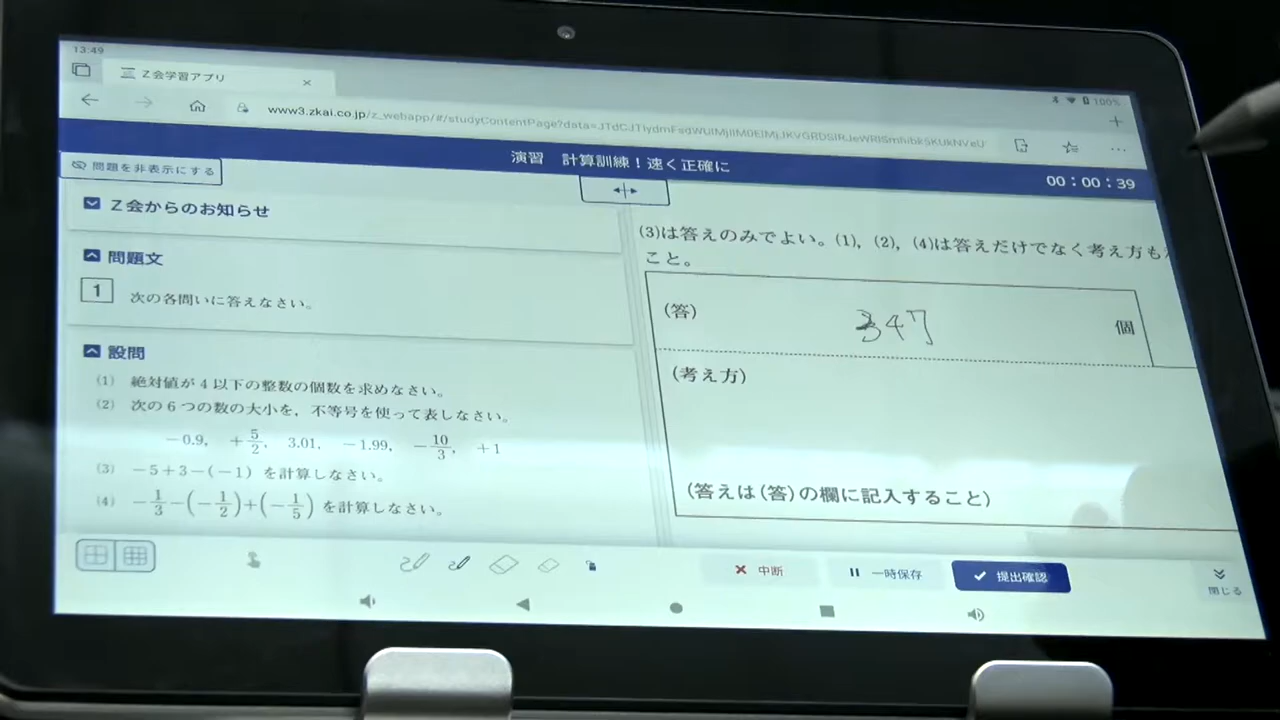 13:49
Z会学習アプリ
100%
www3.zkai.co.jp/z_webapp/#/studyContentPage?data=
演習 計算訓練!速く正確に
00:00:39
問題を非表示にする
Z会からのお知らせ
問題文
1 次の各問いに答えなさい。
設問
(1) 絶対値が4以下の整数の個数を求めなさい。
(2) 次の6つの数の大小を,不等号を使って表しなさい。
−0.9, +5/2, 3.01, −1.99, −10/3, +1
(3) −5+3−(−1) を計算しなさい。
(4) −1/3−(−1/2)+(−1/5) を計算しなさい。
(3)は答えのみでよい。(1), (2), (4)は答えだけでなく考え方も
こと。
(答) 347 個
(考え方)
(答えは(答)の欄に記入すること)
中断
一時保存
提出確認
閉じる